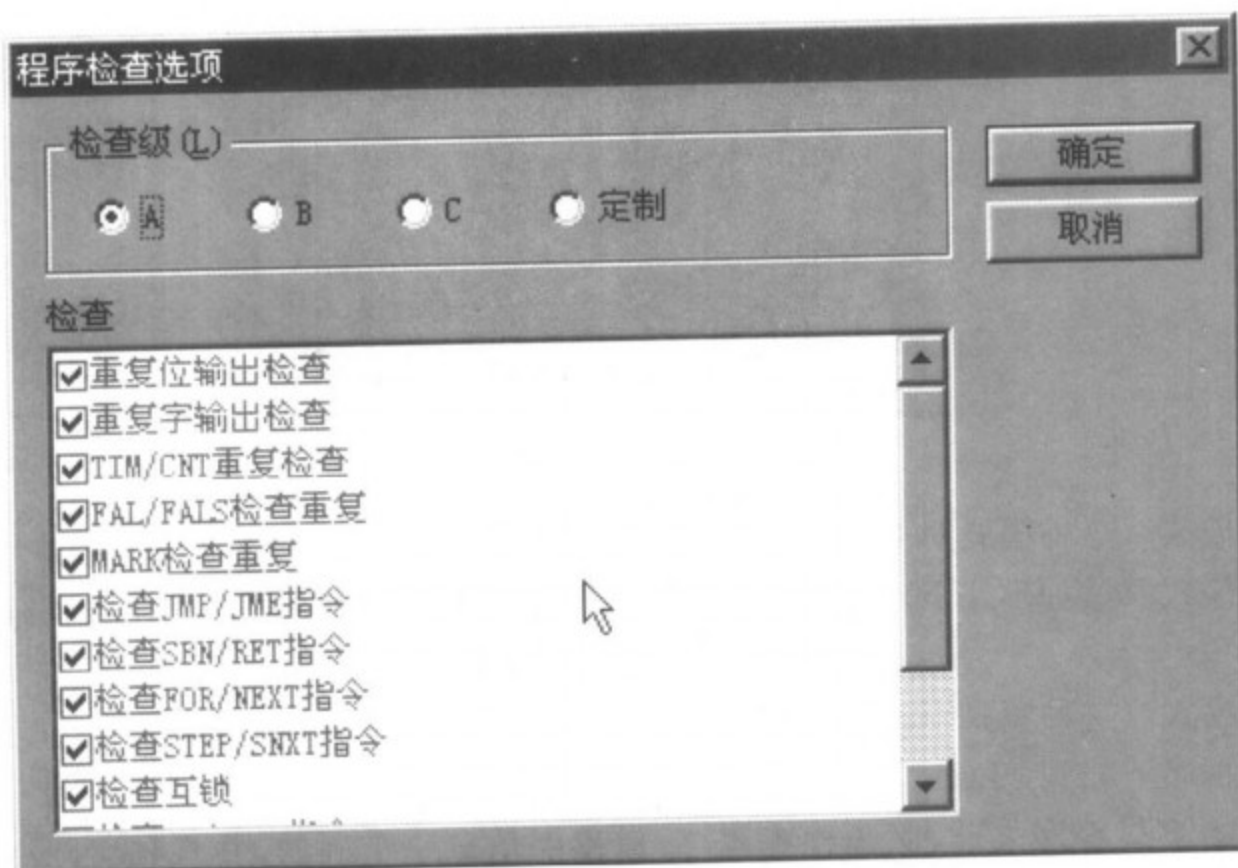 程序检查选项
检查级(L)
A B C 定制
确定
取消
检查
重复位输出检查
重复字输出检查
TIM/CNT重复检查
FAL/FALS检查重复
MARK检查重复
检查JMP/JME指令
检查SBN/RET指令
检查FOR/NEXT指令
检查STEP/SNXT指令
检查互锁